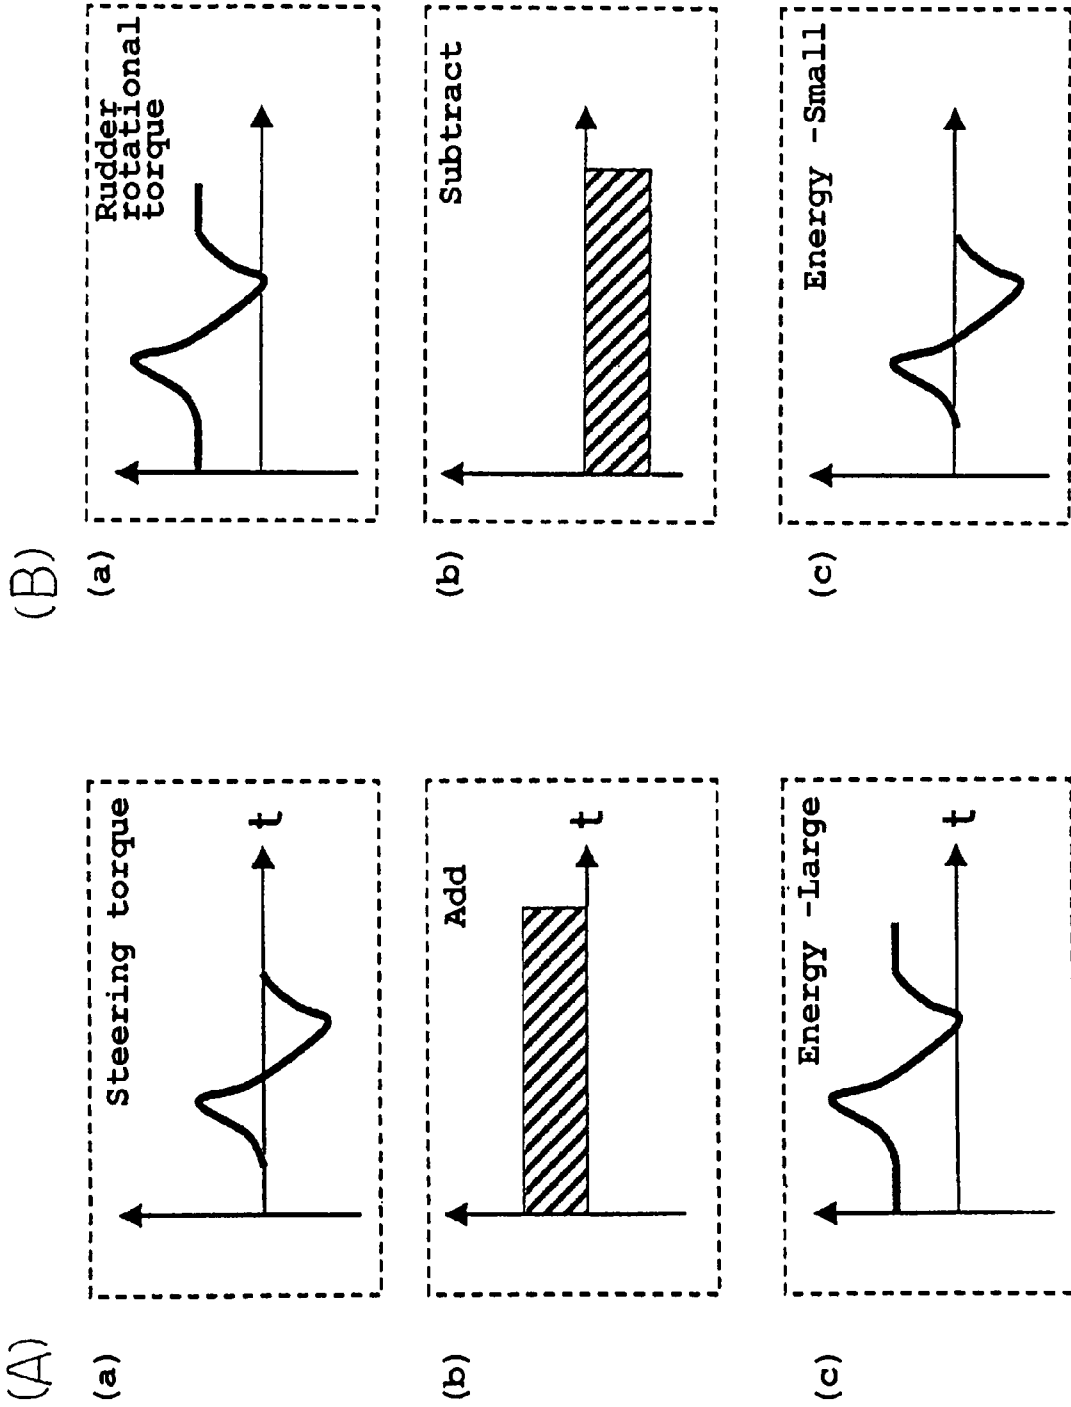 (A)
(a)
Steering torque
t
(b)
Add
t
(c)
Energy -Large
t
(B)
(a)
Rudder
rotational
torque
(b)
Subtract
(c)
Energy -Small